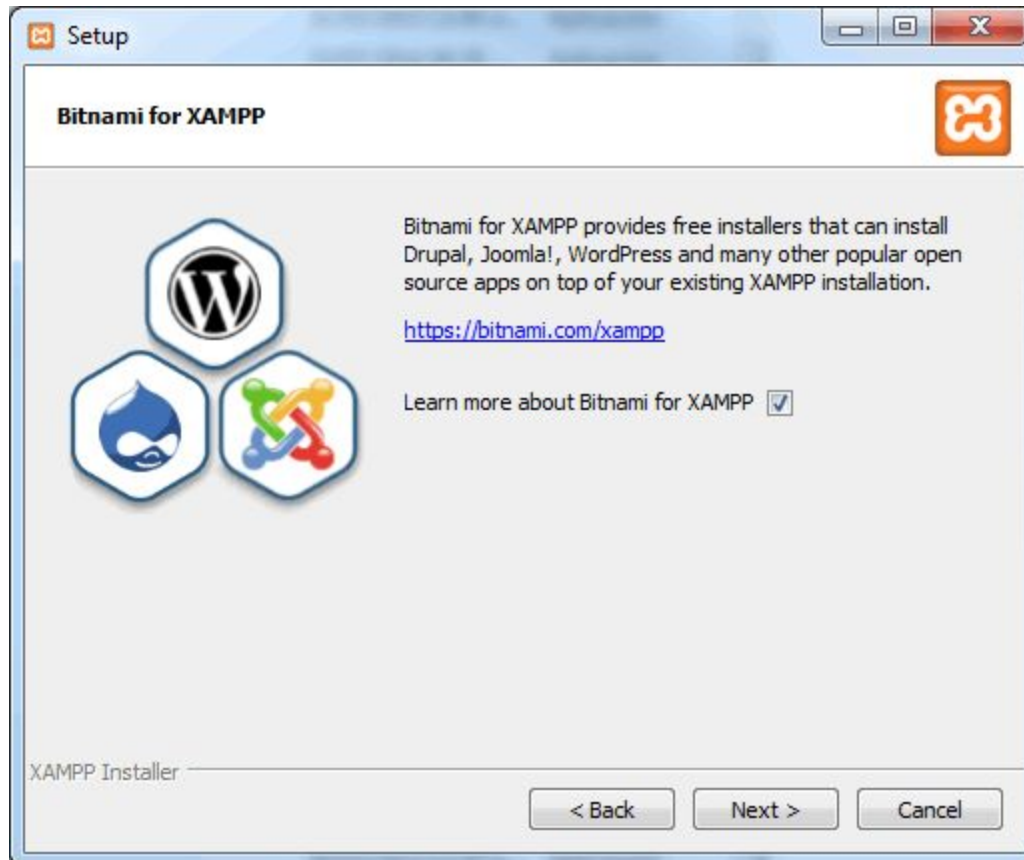 Setup
Bitnami for XAMPP
Bitnami for XAMPP provides free installers that can install
Drupal, Joomla!, WordPress and many other popular open
source apps on top of your existing XAMPP installation.
https://bitnami.com/xampp
Learn more about Bitnami for XAMPP
XAMPP Installer
< Back Next > Cancel